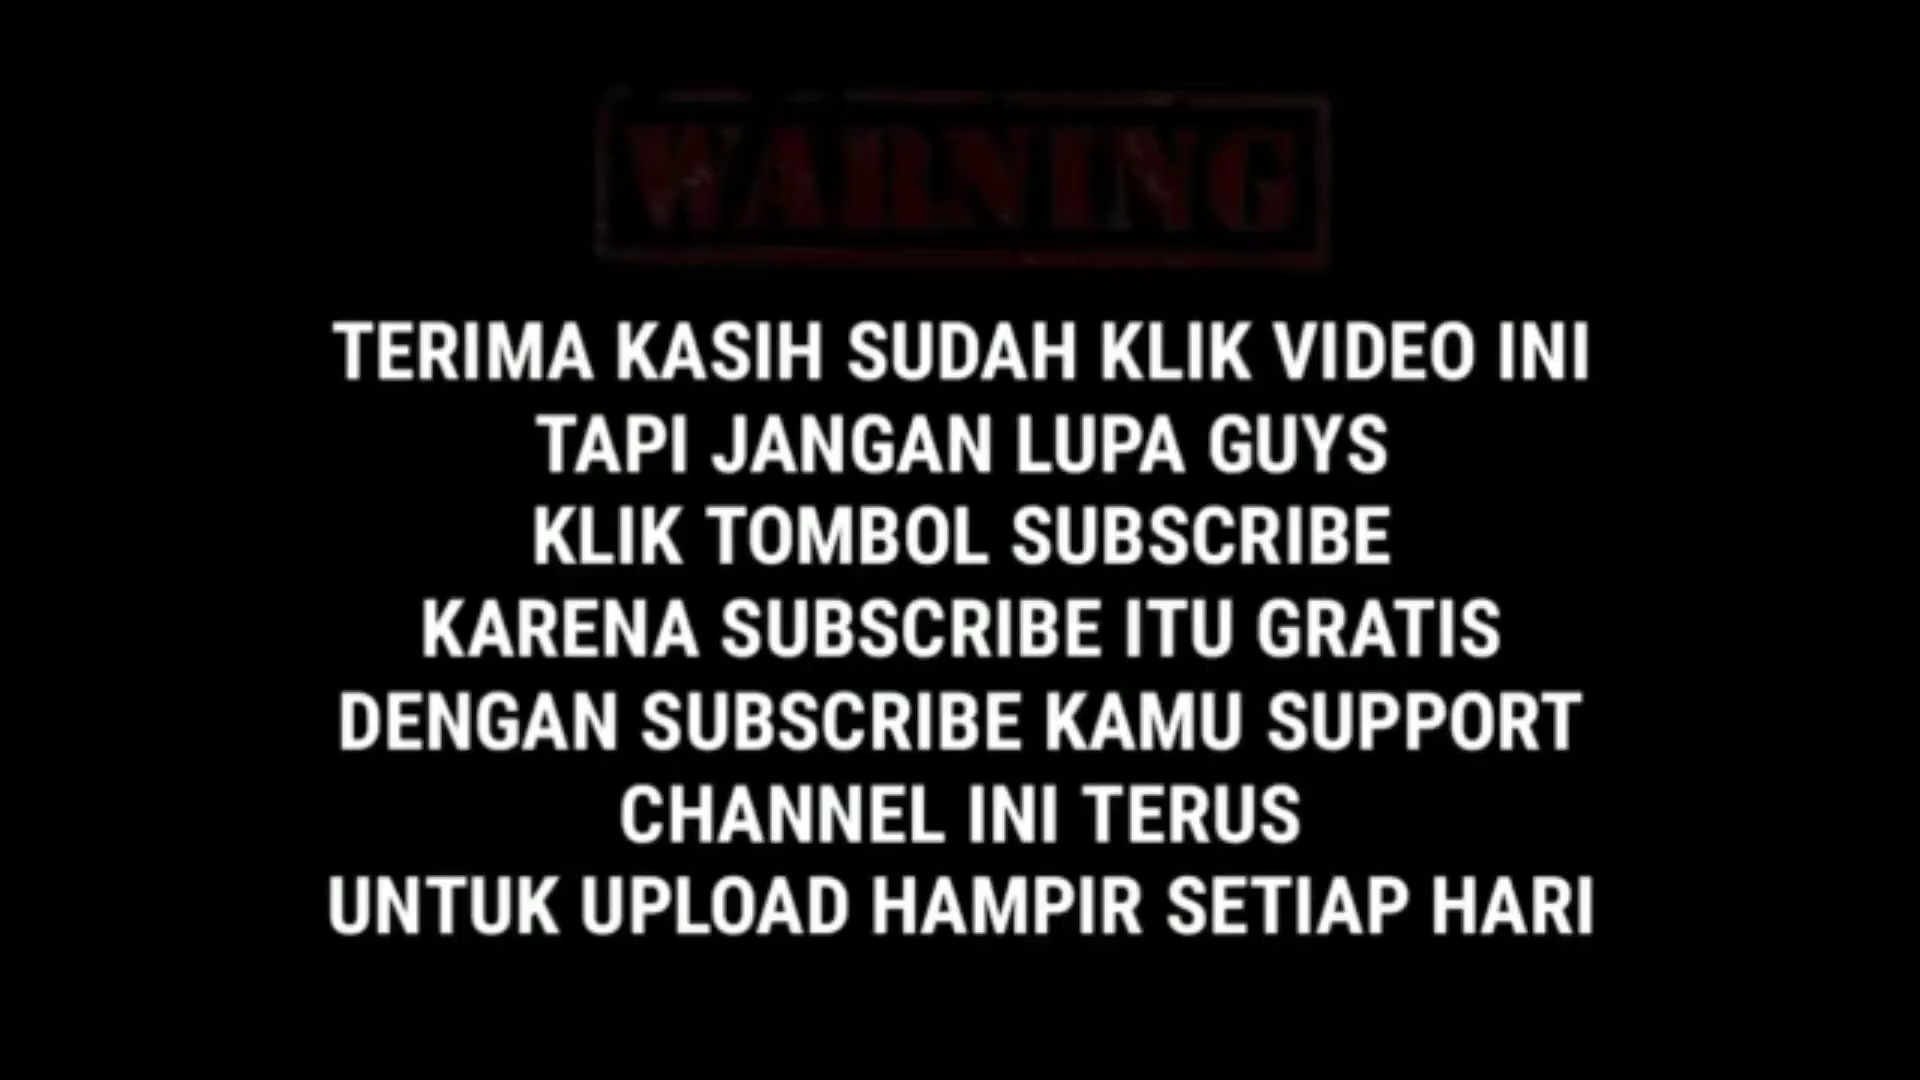 WARNING
TERIMA KASIH SUDAH KLIK VIDEO INI
TAPI JANGAN LUPA GUYS
KLIK TOMBOL SUBSCRIBE
KARENA SUBSCRIBE ITU GRATIS
DENGAN SUBSCRIBE KAMU SUPPORT
CHANNEL INI TERUS
UNTUK UPLOAD HAMPIR SETIAP HARI